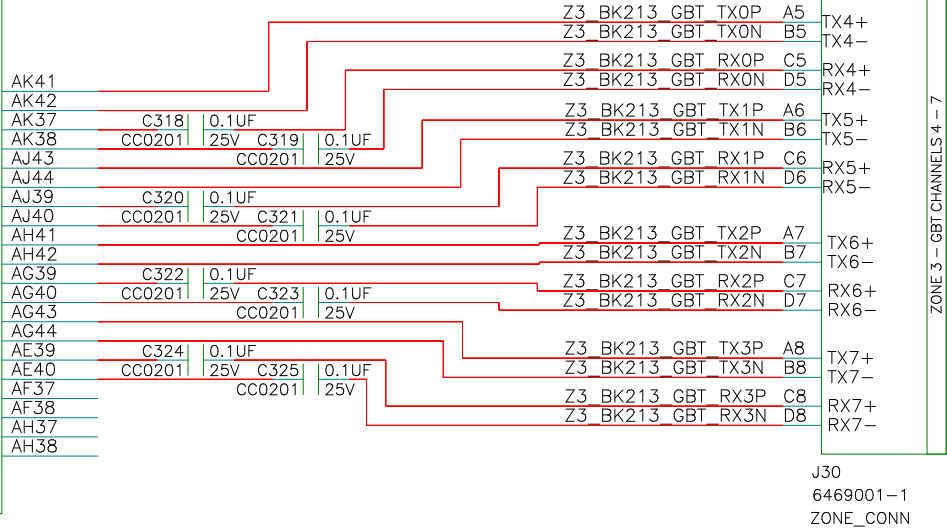 Z3_BK213_GBT_TX0P A5 TX4+
Z3_BK213_GBT_TX0N B5 TX4−
Z3_BK213_GBT_RX0P C5 RX4+
Z3_BK213_GBT_RX0N D5 RX4−
AK41
AK42
AK37 C318 0.1UF Z3_BK213_GBT_TX1P A6 TX5+
AK38 CC0201 25V C319 0.1UF Z3_BK213_GBT_TX1N B6 TX5−
AJ43 CC0201 25V Z3_BK213_GBT_RX1P C6 RX5+
AJ44 Z3_BK213_GBT_RX1N D6 RX5−
AJ39 C320 0.1UF
AJ40 CC0201 25V C321 0.1UF
AH41 CC0201 25V Z3_BK213_GBT_TX2P A7 TX6+
AH42 Z3_BK213_GBT_TX2N B7 TX6−
AG39 C322 0.1UF Z3_BK213_GBT_RX2P C7 RX6+
AG40 CC0201 25V C323 0.1UF Z3_BK213_GBT_RX2N D7 RX6−
AG43 CC0201 25V
AG44
AE39 C324 0.1UF Z3_BK213_GBT_TX3P A8 TX7+
AE40 CC0201 25V C325 0.1UF Z3_BK213_GBT_TX3N B8 TX7−
AF37 CC0201 25V Z3_BK213_GBT_RX3P C8 RX7+
AF38 Z3_BK213_GBT_RX3N D8 RX7−
AH37
AH38
ZONE 3 – GBT CHANNELS 4 – 7
J30
6469001−1
ZONE_CONN